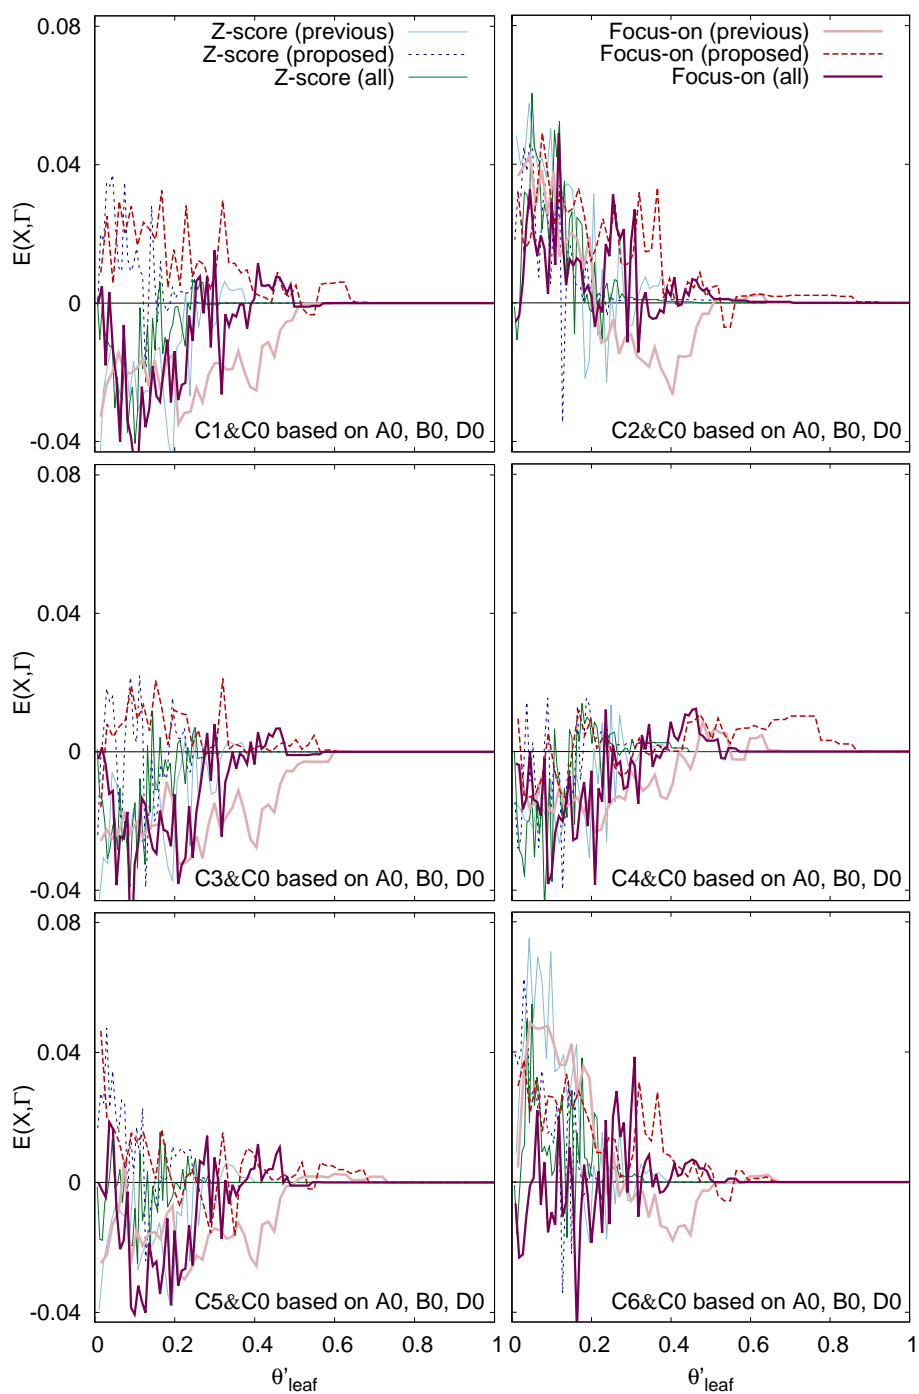 Z-score (previous)
Z-score (proposed)
Z-score (all)
Focus-on (previous)
Focus-on (proposed)
Focus-on (all)
0.08
0.04
0
-0.04
E(X,Γ)
C1&C0 based on A0, B0, D0
C2&C0 based on A0, B0, D0
0.08
0.04
0
-0.04
E(X,Γ)
C3&C0 based on A0, B0, D0
C4&C0 based on A0, B0, D0
0.08
0.04
0
-0.04
E(X,Γ)
C5&C0 based on A0, B0, D0
C6&C0 based on A0, B0, D0
0 0.2 0.4 0.6 0.8 1
0 0.2 0.4 0.6 0.8 1
θ'leaf
θ'leaf